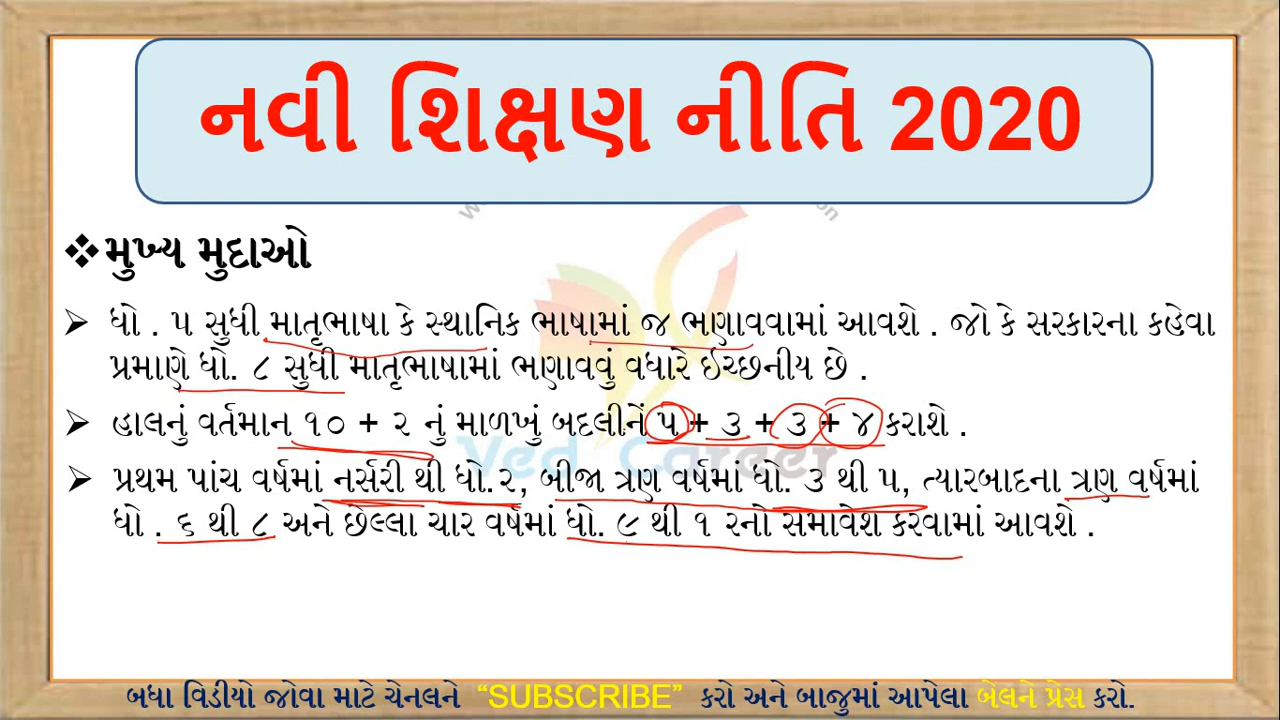 નવી શિક્ષણ નીતિ 2020
❖મુખ્ય મુદાઓ
➢ ધો . ૫ સુધી માતૃભાષા કે સ્થાનિક ભાષામાં જ ભણાવવામાં આવશે . જો કે સરકારના કહેવા
પ્રમાણે ધો. ૮ સુધી માતૃભાષામાં ભણાવવું વધારે ઈચ્છનીય છે .
➢ હાલનું વર્તમાન ૧૦ + ૨ નું માળખું બદલીને ૫ + ૩ + ૩ + ૪ કરાશે .
Ved Career
➢ પ્રથમ પાંચ વર્ષમાં નર્સરી થી ધો. ૨, બીજા ત્રણ વર્ષમાં ધો. ૩ થી ૫, ત્યારબાદના ત્રણ વર્ષમાં
ધો . ૬ થી ૮ અને છેલ્લા ચાર વર્ષમાં ધો. ૯ થી ૧ ૨નો સમાવેશ કરવામાં આવશે .
બધા વિડીયો જોવા માટે ચેનલને “SUBSCRIBE” કરો અને બાજુમાં આપેલા બેલને પ્રેસ કરો.